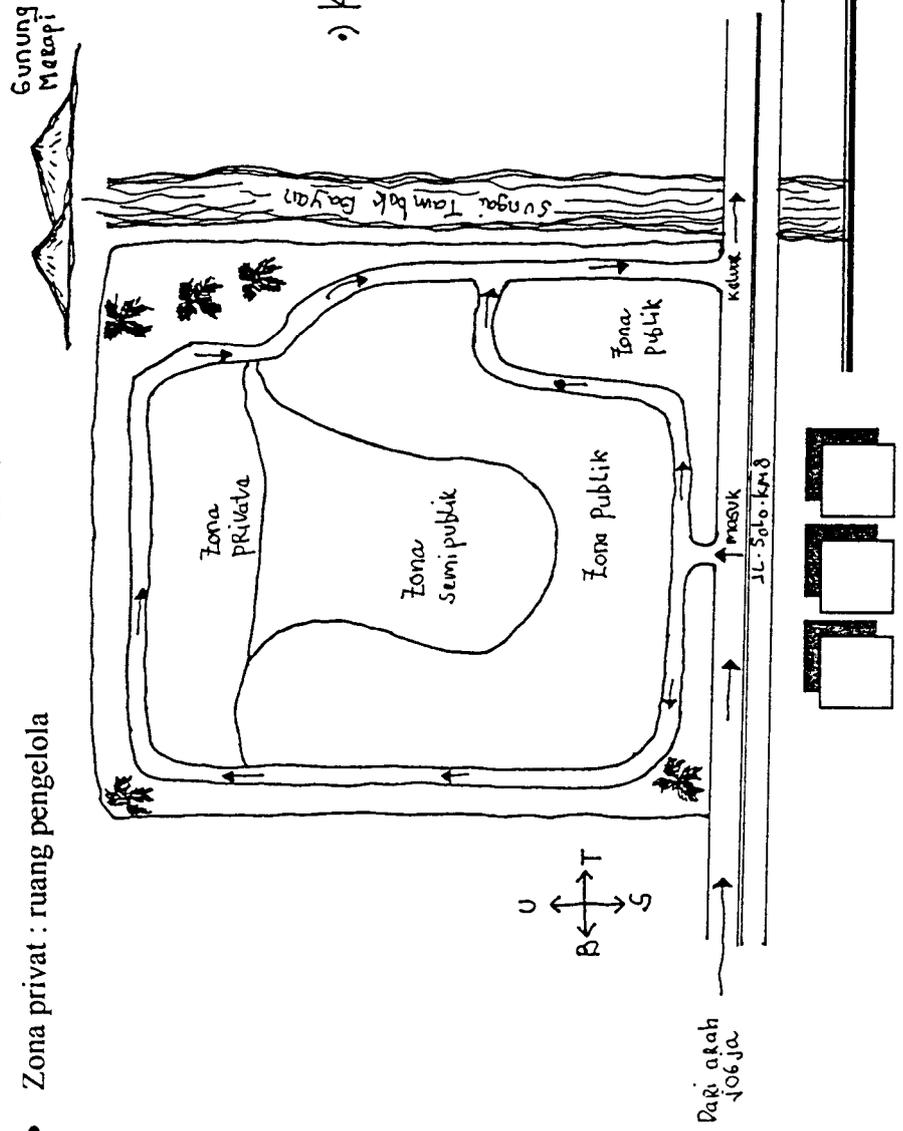 • Zona privat : ruang pengelola
Gunung
Merapi
•) K
Sungai Tambak Bayan
Zona
privata
Zona
semipublik
Zona publik
Zona
publik
keluar
masuk
JL. Solo. KM 8
U
B T
S
Dari arah
Jogja